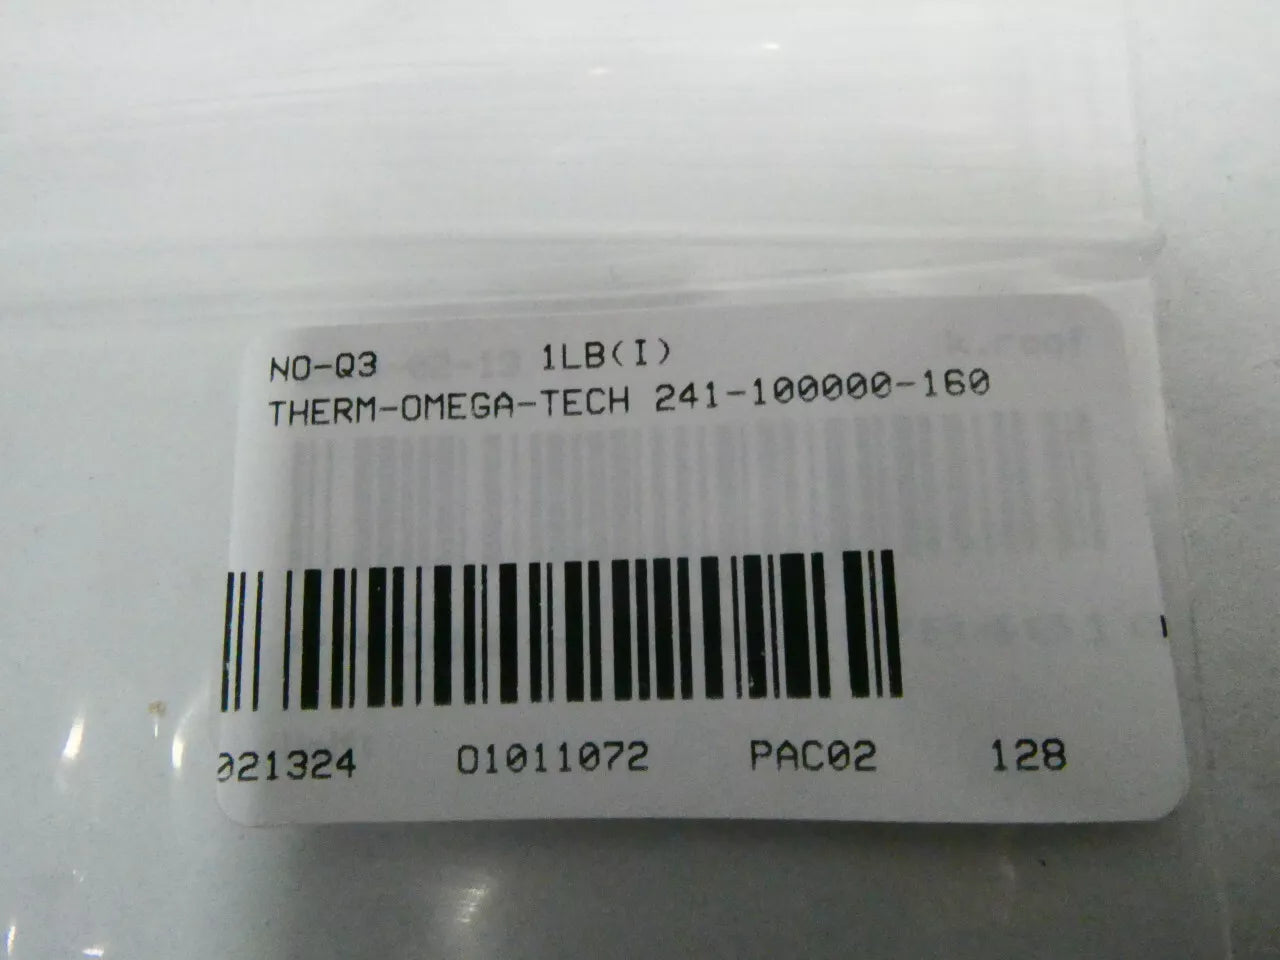 NO-Q3 1LB(I)
THERM-OMEGA-TECH 241-100000-160
021324 01011072 PAC02 128